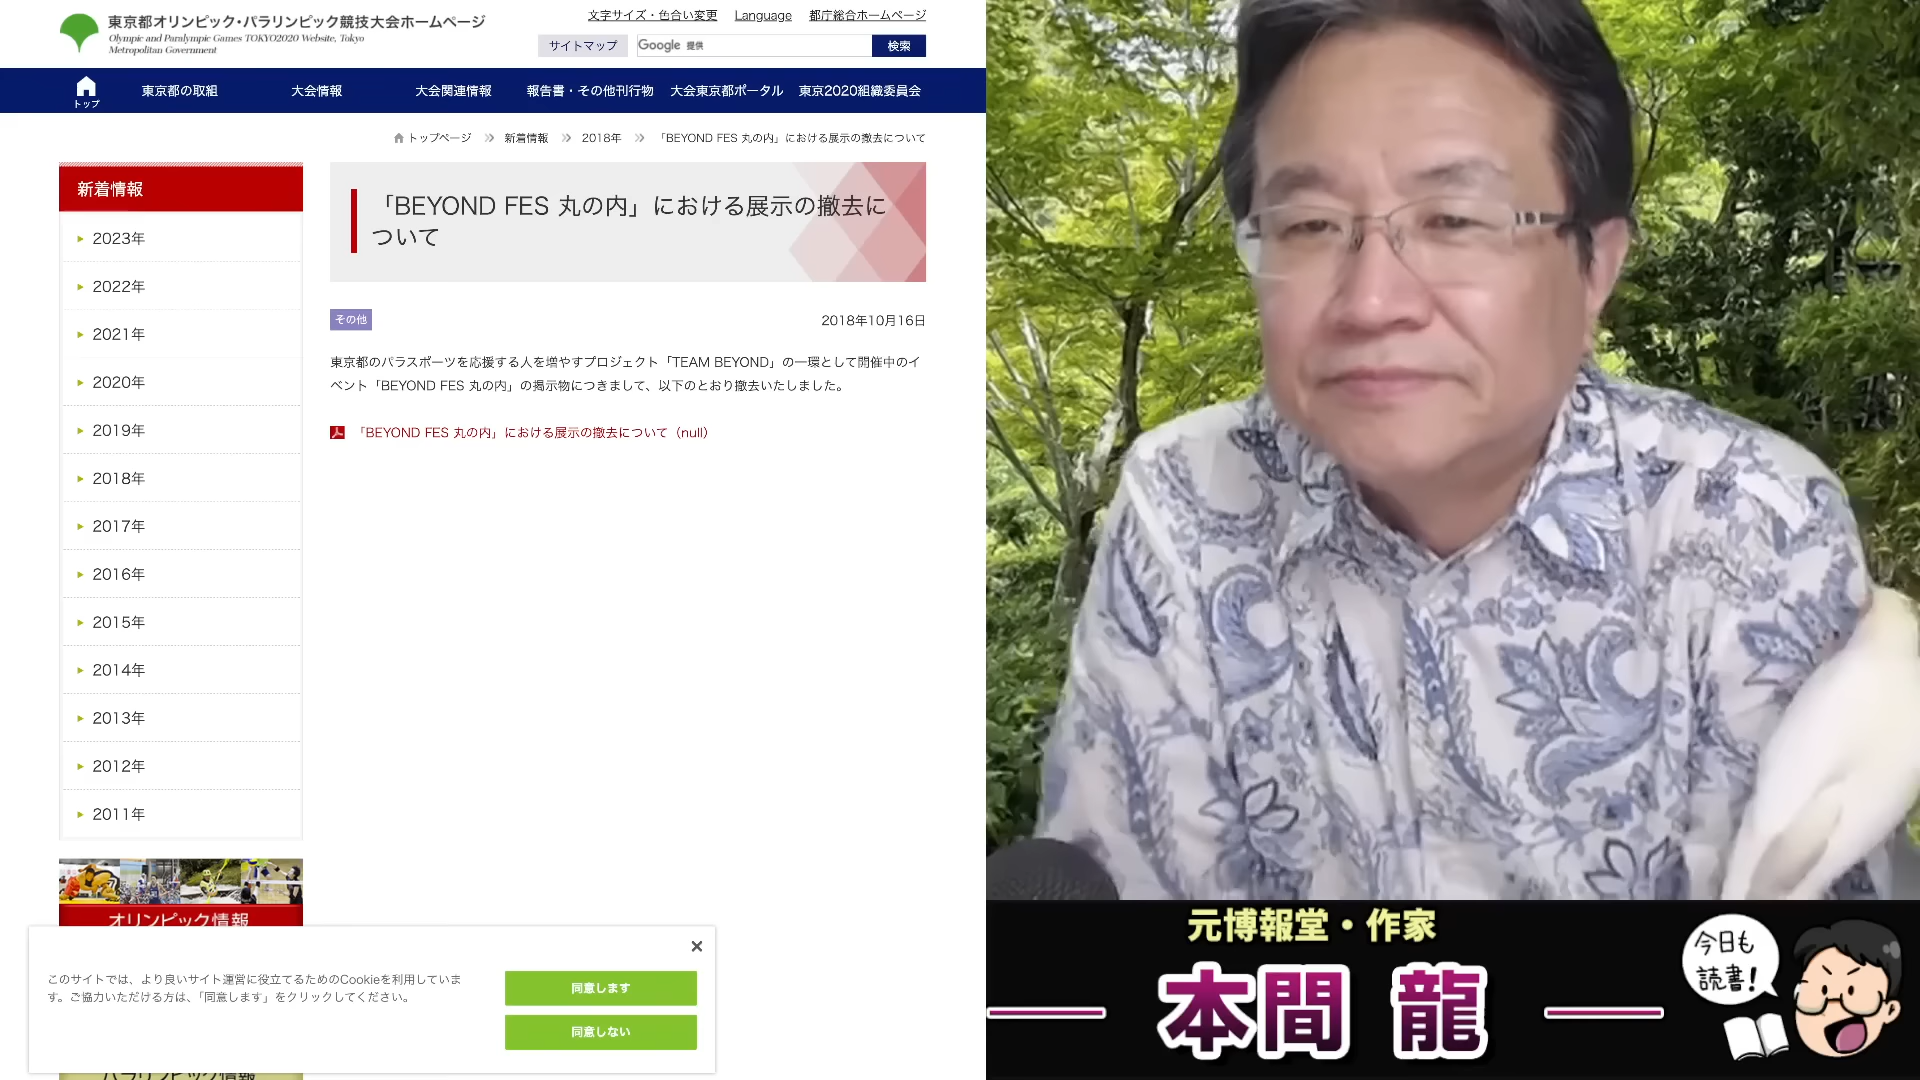 東京都オリンピック・パラリンピック競技大会ホームページ
Olympic and Paralympic Games TOKYO2020 Website, Tokyo
Metropolitan Government
文字サイズ・色合い変更 Language 都庁総合ホームページ
サイトマップ Google 提供 検索
トップ 東京都の取組 大会情報 大会関連情報 報告書・その他刊行物 大会東京都ポータル 東京2020組織委員会
トップページ 新着情報 2018年 「BEYOND FES 丸の内」における展示の撤去について
新着情報
2023年
2022年
2021年
2020年
2019年
2018年
2017年
2016年
2015年
2014年
2013年
2012年
2011年
オリンピック情報
パラリンピック情報
「BEYOND FES 丸の内」における展示の撤去に
ついて
その他 2018年10月16日
東京都のパラスポーツを応援する人を増やすプロジェクト「TEAM BEYOND」の一環として開催中のイ
ベント「BEYOND FES 丸の内」の掲示物につきまして、以下のとおり撤去いたしました。
「BEYOND FES 丸の内」における展示の撤去について（null）
このサイトでは、より良いサイト運営に役立てるためのCookieを利用していま
す。ご協力いただける方は、「同意します」をクリックしてください。
同意します
同意しない
元博報堂・作家
本間 龍
今日も
読書!